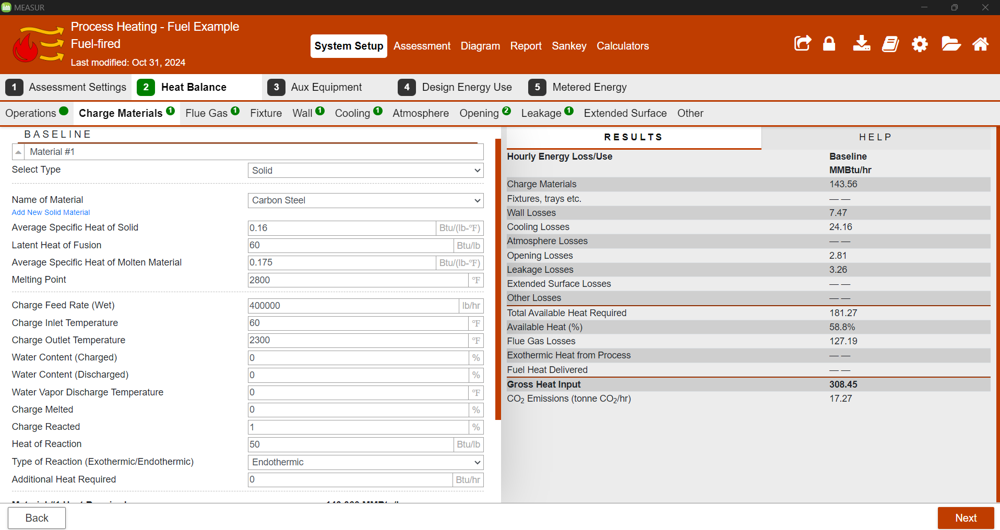 MEASUR
Process Heating - Fuel Example
Fuel-fired
Last modified: Oct 31, 2024
System Setup Assessment Diagram Report Sankey Calculators
1 Assessment Settings 2 Heat Balance 3 Aux Equipment 4 Design Energy Use 5 Metered Energy
Operations Charge Materials 1 Flue Gas 1 Fixture Wall 1 Cooling 1 Atmosphere Opening 2 Leakage 1 Extended Surface Other
BASELINE
Material #1
Select Type Solid
Name of Material Carbon Steel
Add New Solid Material
Average Specific Heat of Solid 0.16 Btu/(lb-°F)
Latent Heat of Fusion 60 Btu/lb
Average Specific Heat of Molten Material 0.175 Btu/(lb-°F)
Melting Point 2800 °F
Charge Feed Rate (Wet) 400000 lb/hr
Charge Inlet Temperature 60 °F
Charge Outlet Temperature 2300 °F
Water Content (Charged) 0 %
Water Content (Discharged) 0 %
Water Vapor Discharge Temperature 0 °F
Charge Melted 0 %
Charge Reacted 1 %
Heat of Reaction 50 Btu/lb
Type of Reaction (Exothermic/Endothermic) Endothermic
Additional Heat Required 0 Btu/hr
Back
RESULTS HELP
Hourly Energy Loss/Use Baseline
MMBtu/hr
Charge Materials 143.56
Fixtures, trays etc. — —
Wall Losses 7.47
Cooling Losses 24.16
Atmosphere Losses — —
Opening Losses 2.81
Leakage Losses 3.26
Extended Surface Losses — —
Other Losses — —
Total Available Heat Required 181.27
Available Heat (%) 58.8%
Flue Gas Losses 127.19
Exothermic Heat from Process — —
Fuel Heat Delivered — —
Gross Heat Input 308.45
CO₂ Emissions (tonne CO₂/hr) 17.27
Next